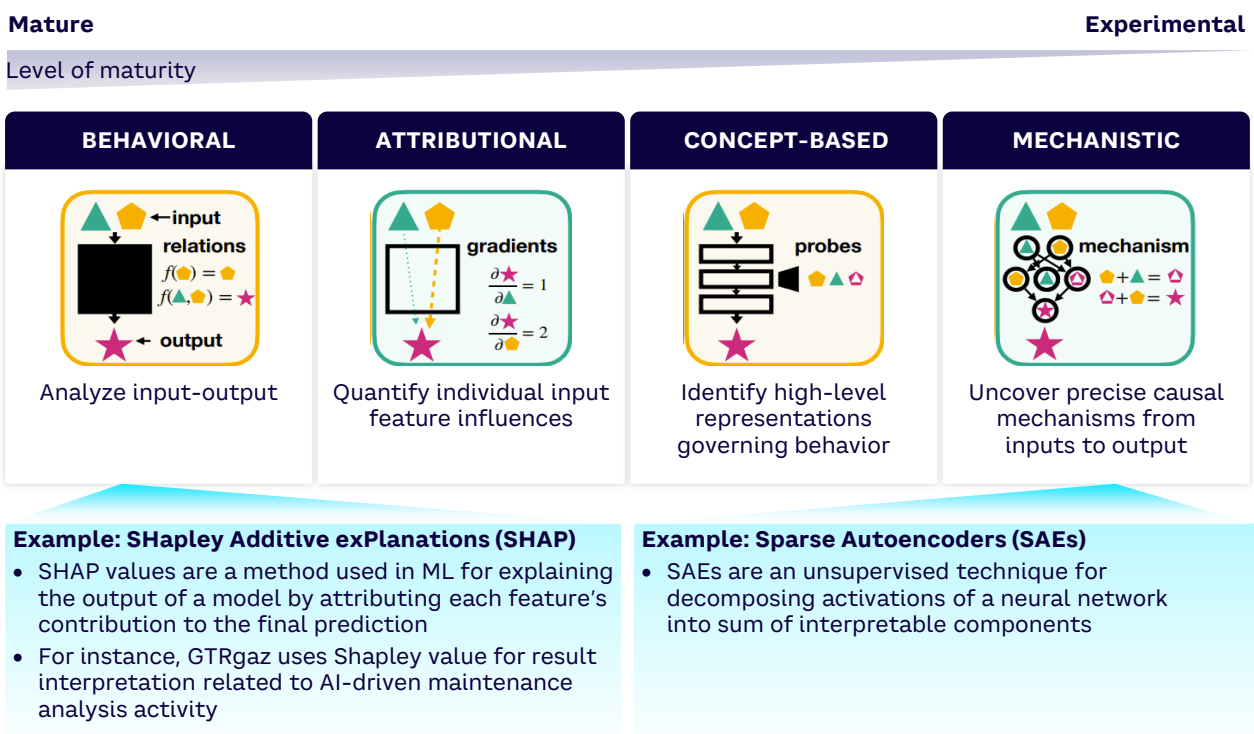 Mature
Experimental
Level of maturity
BEHAVIORAL
input
relations
f(⬟) = ⬟
f(▲,⬟) = ★
output
Analyze input-output
ATTRIBUTIONAL
gradients
∂★/∂▲ = 1
∂★/∂⬟ = 2
Quantify individual input
feature influences
CONCEPT-BASED
probes
Identify high-level
representations
governing behavior
MECHANISTIC
mechanism
⬟+▲= ⬠
⬠+⬟= ★
Uncover precise causal
mechanisms from
inputs to output
Example: SHapley Additive exPlanations (SHAP)
• SHAP values are a method used in ML for explaining
the output of a model by attributing each feature’s
contribution to the final prediction
• For instance, GTRgaz uses Shapley value for result
interpretation related to AI-driven maintenance
analysis activity
Example: Sparse Autoencoders (SAEs)
• SAEs are an unsupervised technique for
decomposing activations of a neural network
into sum of interpretable components